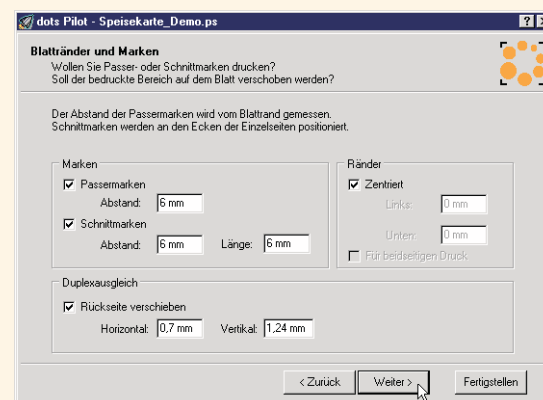 dots Pilot - Speisekarte_Demo.ps
Blattränder und Marken
Wollen Sie Passer- oder Schnittmarken drucken?
Soll der bedruckte Bereich auf dem Blatt verschoben werden?
Der Abstand der Passermarken wird vom Blattrand gemessen.
Schnittmarken werden an den Ecken der Einzelseiten positioniert.
Marken
Passermarken
Abstand: 6 mm
Schnittmarken
Abstand: 6 mm Länge: 6 mm
Ränder
Zentriert
Links: 0 mm
Unten: 0 mm
Für beidseitigen Druck
Duplexausgleich
Rückseite verschieben
Horizontal: 0,7 mm Vertikal: 1,24 mm
< Zurück Weiter > Fertigstellen